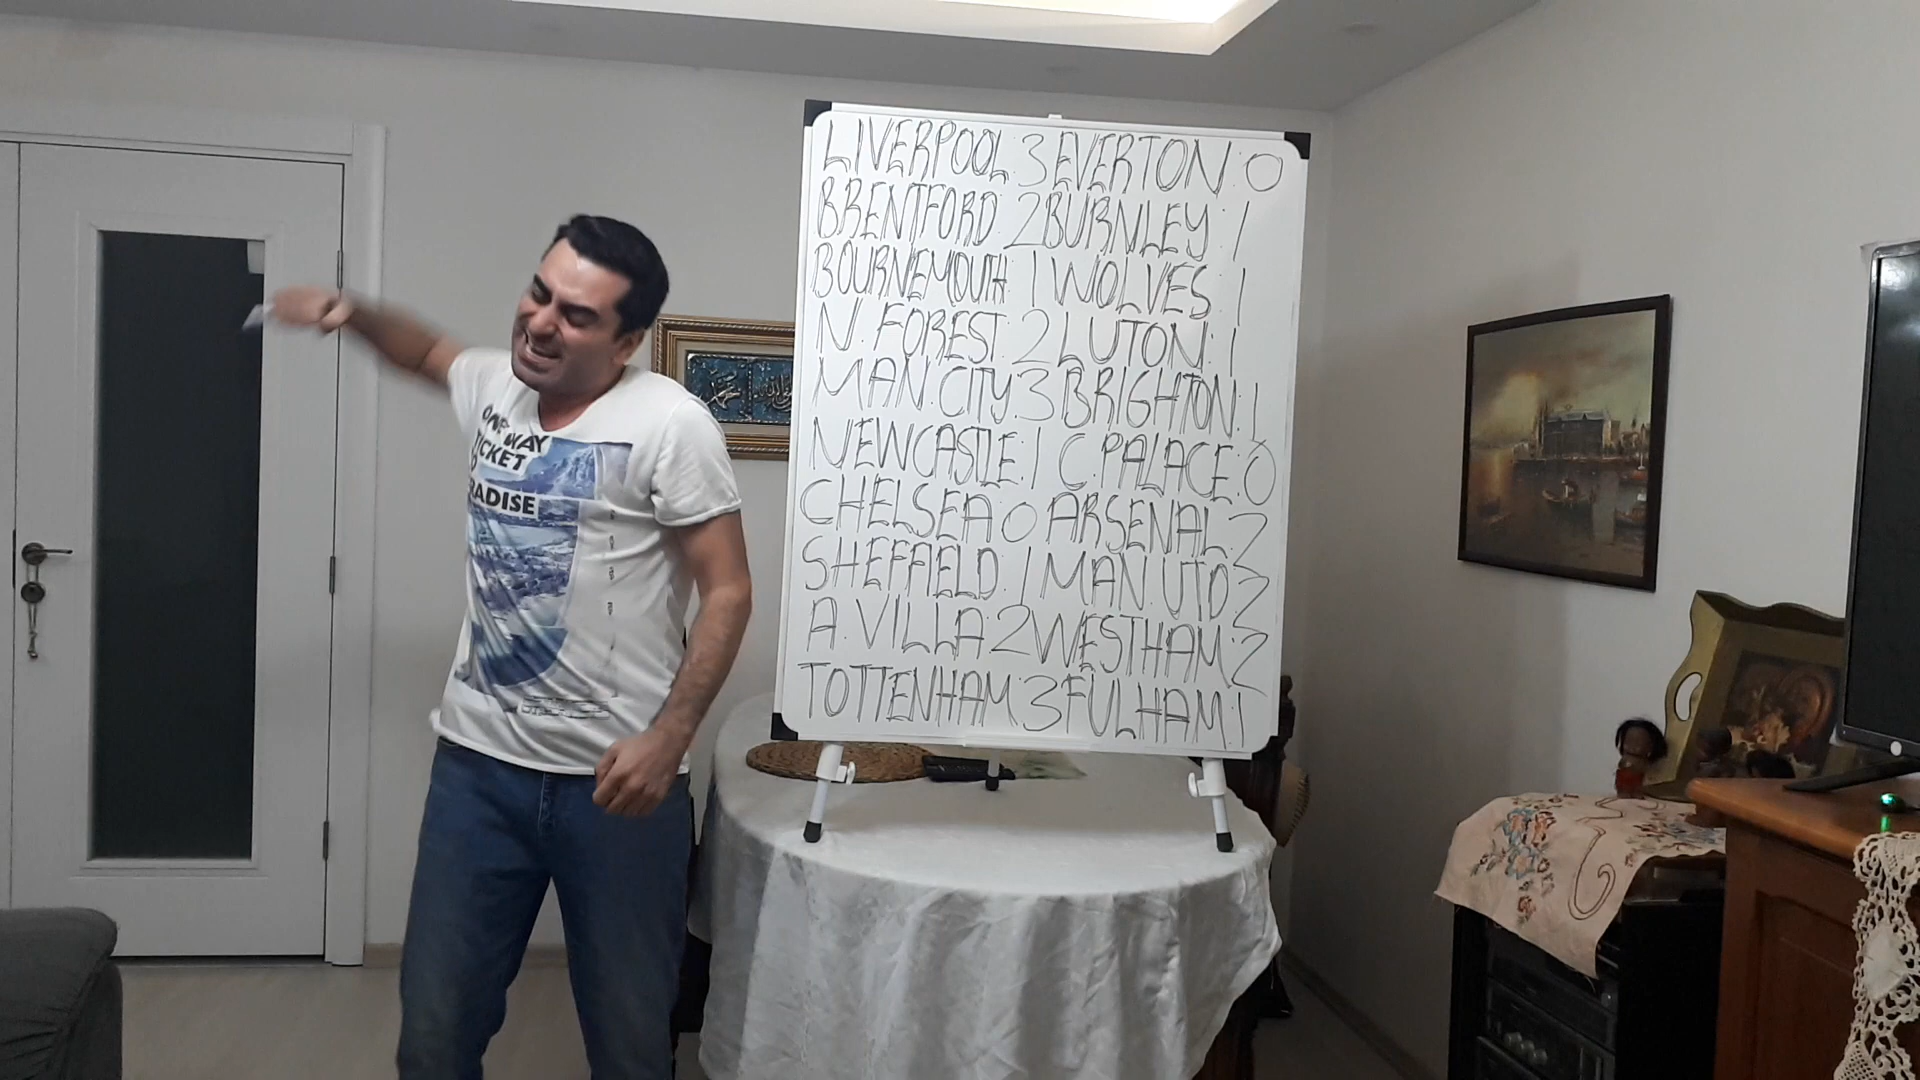 LIVERPOOL:3 EVERTON:0
BRENTFORD:2 BURNLEY:1
BOURNEMOUTH:1 WOLVES:1
N.FOREST:2 LUTON:1
MAN.CITY:3 BRIGHTON:1
NEWCASTLE:1 C.PALACE:0
CHELSEA:0 ARSENAL:2
SHEFFIELD:1 MAN.UTD:3
A.VILLA:2 WESTHAM:2
TOTTENHAM:3 FULHAM:1
ONE WAY
TICKET
RADISE